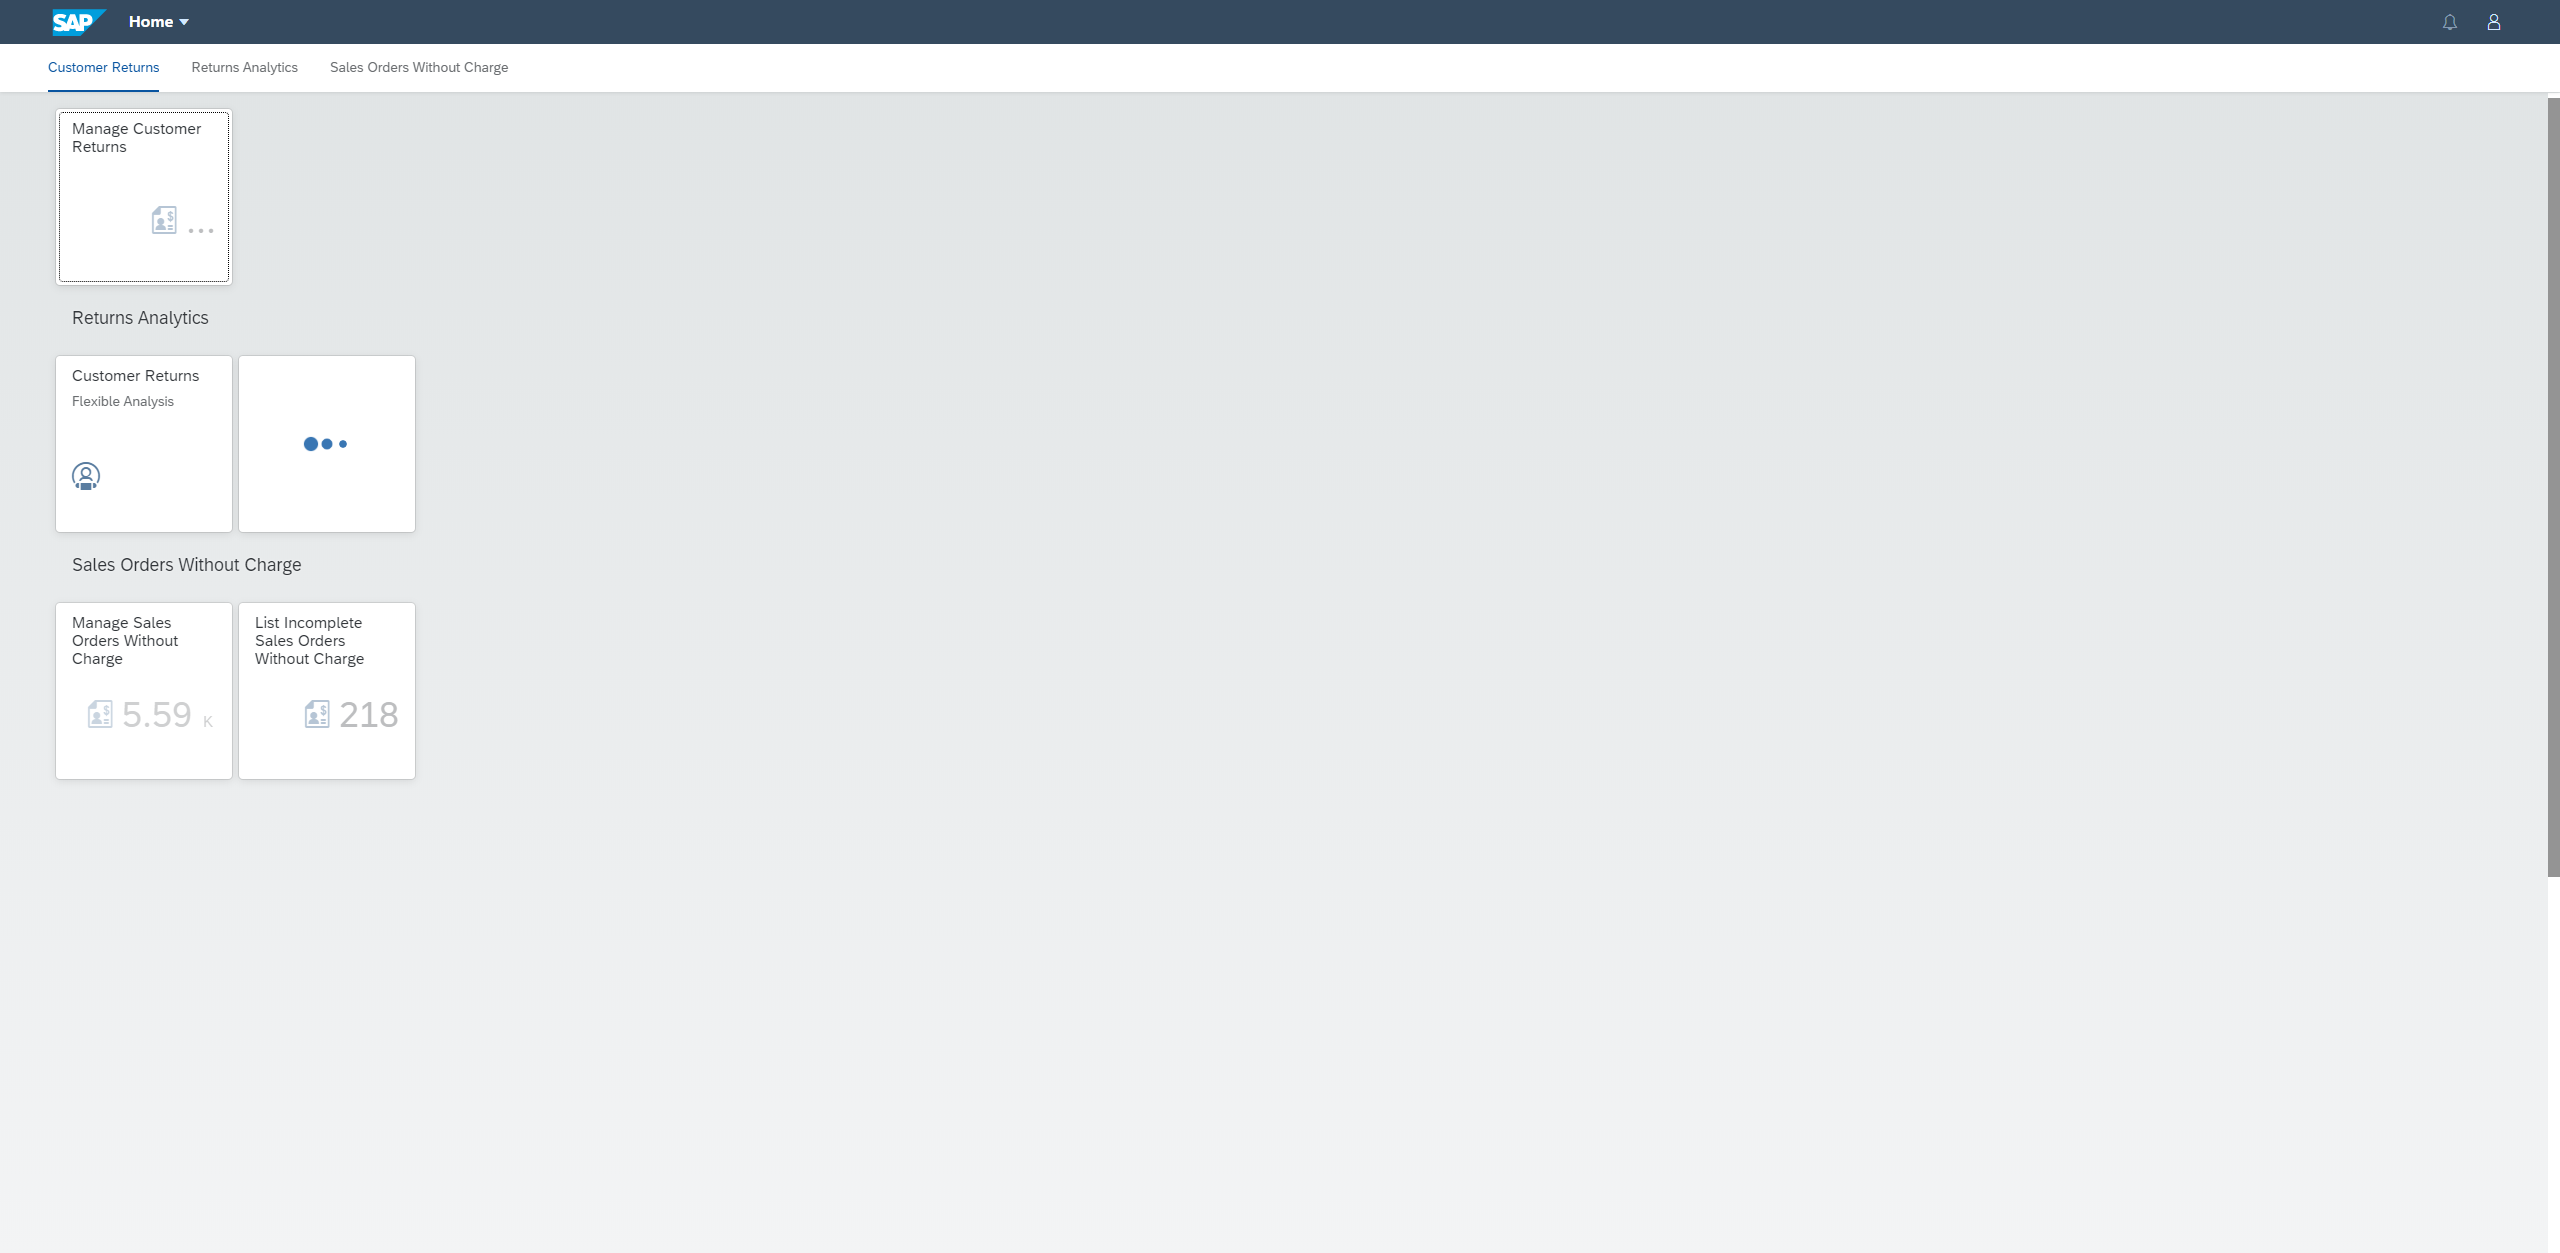 SAP Home
Customer Returns Returns Analytics Sales Orders Without Charge
Manage Customer
Returns
$ ...
Returns Analytics
Customer Returns
Flexible Analysis
Sales Orders Without Charge
Manage Sales
Orders Without
Charge
$ 5.59 K
List Incomplete
Sales Orders
Without Charge
$ 218